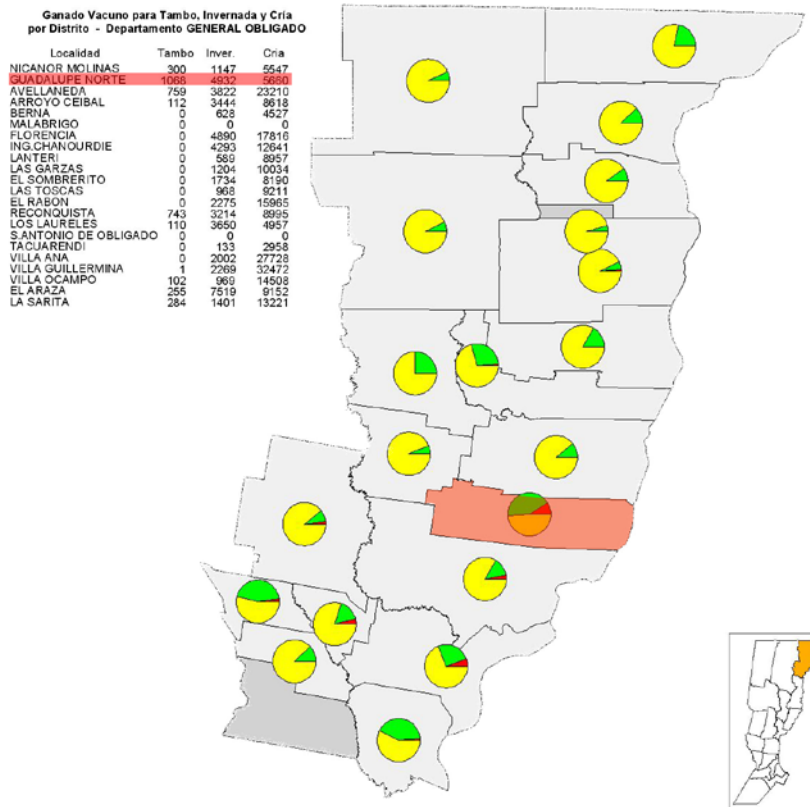 Ganado Vacuno para Tambo, Invernada y Cría
por Distrito - Departamento GENERAL OBLIGADO
Localidad Tambo Inver. Cria
NICANOR MOLINAS 300 1147 5547
GUADALUPE NORTE 1068 4932 5660
AVELLANEDA 759 3822 23210
ARROYO CEIBAL 112 3444 8618
BERNA 0 628 4527
MALABRIGO 0 0 0
FLORENCIA 0 4890 17816
ING.CHANOURDIE 0 4293 12641
LANTERI 0 589 8957
LAS GARZAS 0 1204 10034
EL SOMBRERITO 0 1734 8190
LAS TOSCAS 0 968 9211
EL RABON 0 2275 15965
RECONQUISTA 743 3214 8995
LOS LAURELES 110 3650 4957
S.ANTONIO DE OBLIGADO 0 0 0
TACUARENDI 0 133 2958
VILLA ANA 0 2002 27728
VILLA GUILLERMINA 1 2269 32472
VILLA OCAMPO 102 969 14508
EL ARAZA 255 7519 9152
LA SARITA 284 1401 13221